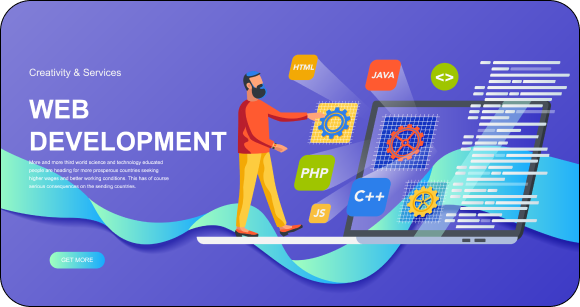 Creativity & Services
WEB
DEVELOPMENT
More and more third world science and technology educated
people are heading for more prosperous countries seeking
higher wages and better working conditions. This has of course
serious consequences on the sending countries.
GET MORE
HTML
JAVA
<>
PHP
C++
JS